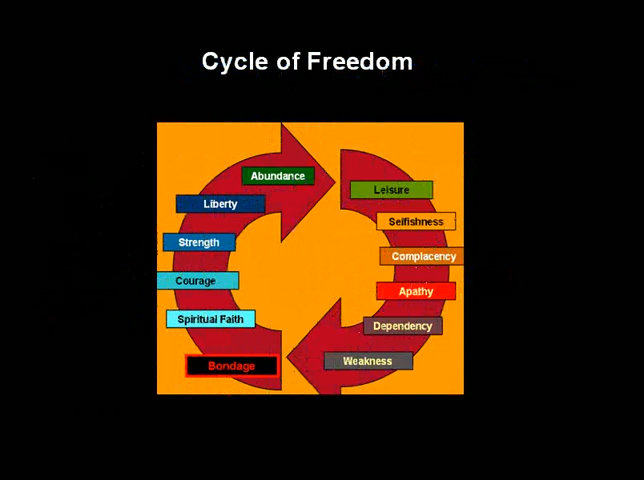 Cycle of Freedom
Abundance
Leisure
Liberty
Selfishness
Strength
Complacency
Courage
Apathy
Spiritual Faith
Dependency
Bondage
Weakness